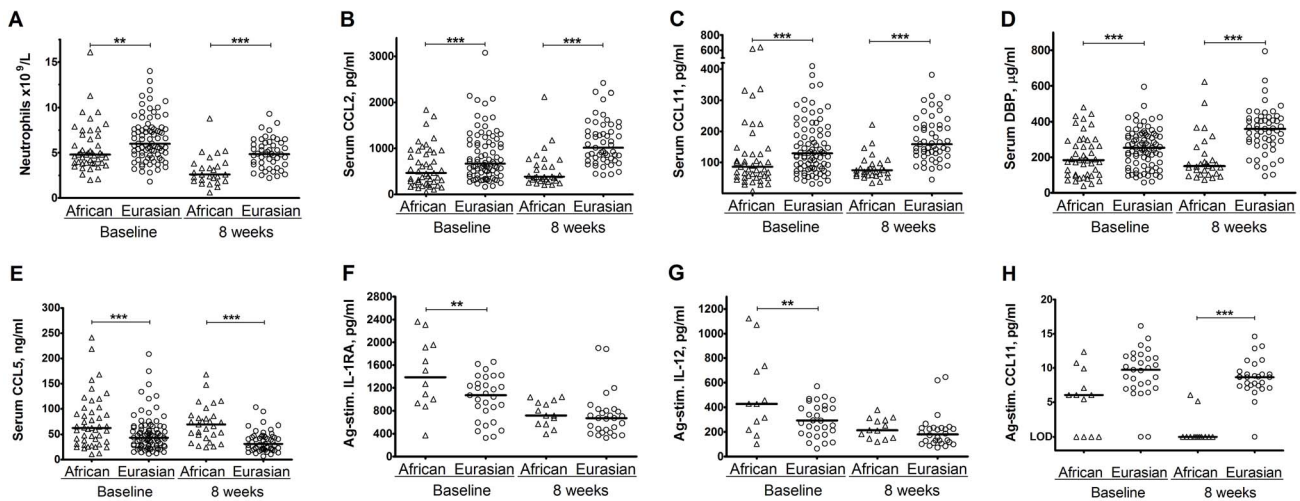 A
Neutrophils x10⁹/L
15
10
5
0
** ***
African Eurasian African Eurasian
Baseline 8 weeks
B
Serum CCL2, pg/ml
3000
2000
1000
0
*** ***
African Eurasian African Eurasian
Baseline 8 weeks
C
Serum CCL11, pg/ml
800
600
400
300
200
100
*** ***
African Eurasian African Eurasian
Baseline 8 weeks
D
Serum DBP, µg/ml
800
600
400
200
0
*** ***
African Eurasian African Eurasian
Baseline 8 weeks
E
Serum CCL5, ng/ml
300
250
200
150
100
50
0
*** ***
African Eurasian African Eurasian
Baseline 8 weeks
F
Ag-stim. IL-1RA, pg/ml
2800
2400
2000
1600
1200
800
400
0
**
African Eurasian African Eurasian
Baseline 8 weeks
G
Ag-stim. IL-12, pg/ml
1200
1000
800
600
400
200
0
**
African Eurasian African Eurasian
Baseline 8 weeks
H
Ag-stim. CCL11, pg/ml
20
15
10
5
LOD
***
African Eurasian African Eurasian
Baseline 8 weeks